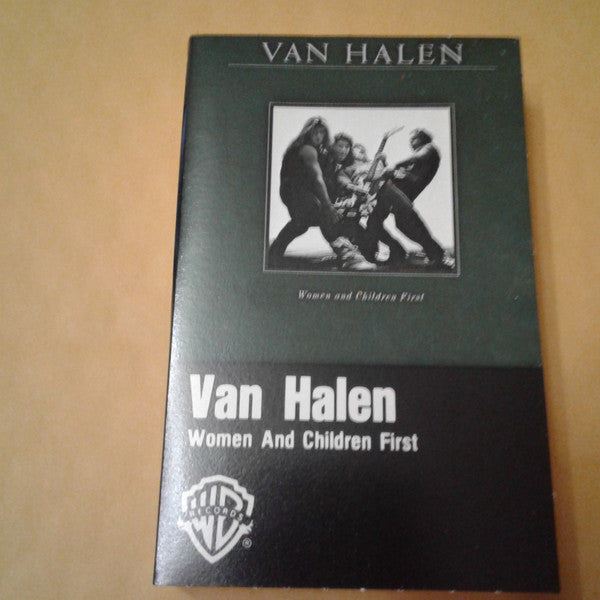 VAN HALEN
Women and Children First
Van Halen
Women And Children First
WB
RECORDS
®